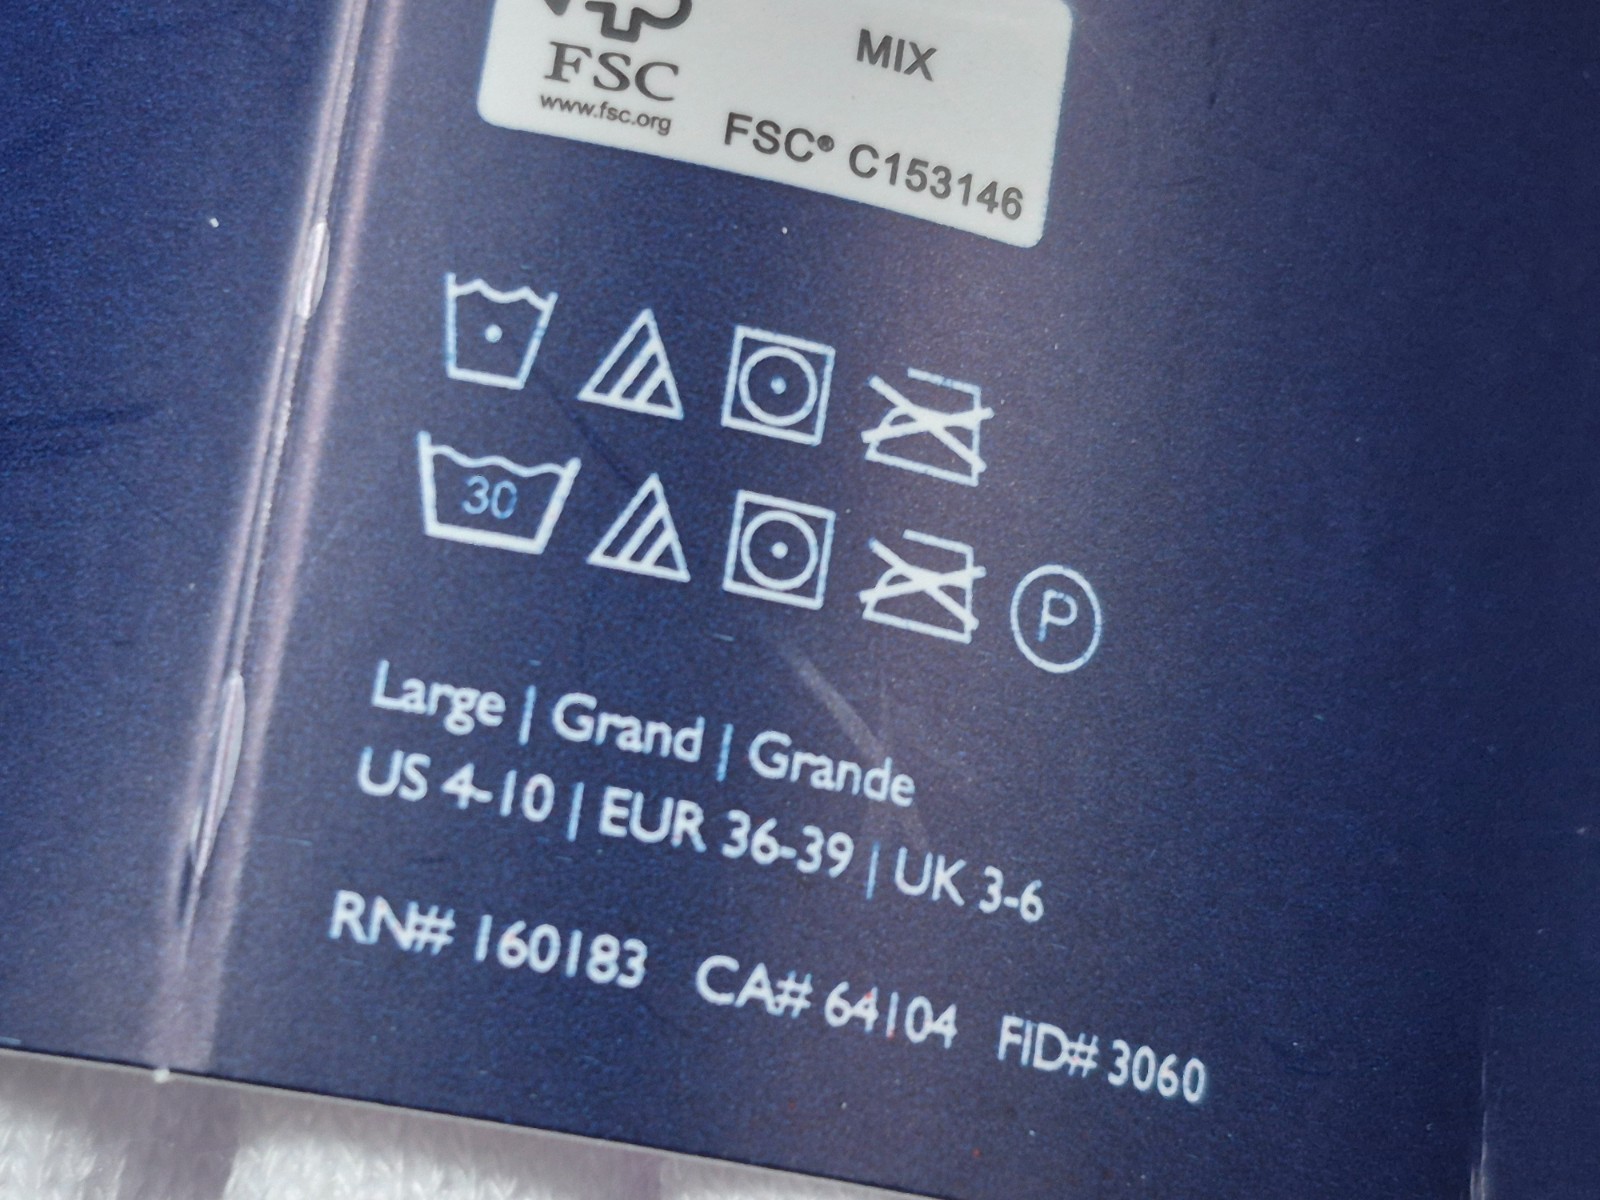 FSC
www.fsc.org
MIX
FSC® C153146
30
P
Large | Grand | Grande
US 4-10 | EUR 36-39 | UK 3-6
RN# 160183 CA# 64104 FID# 3060